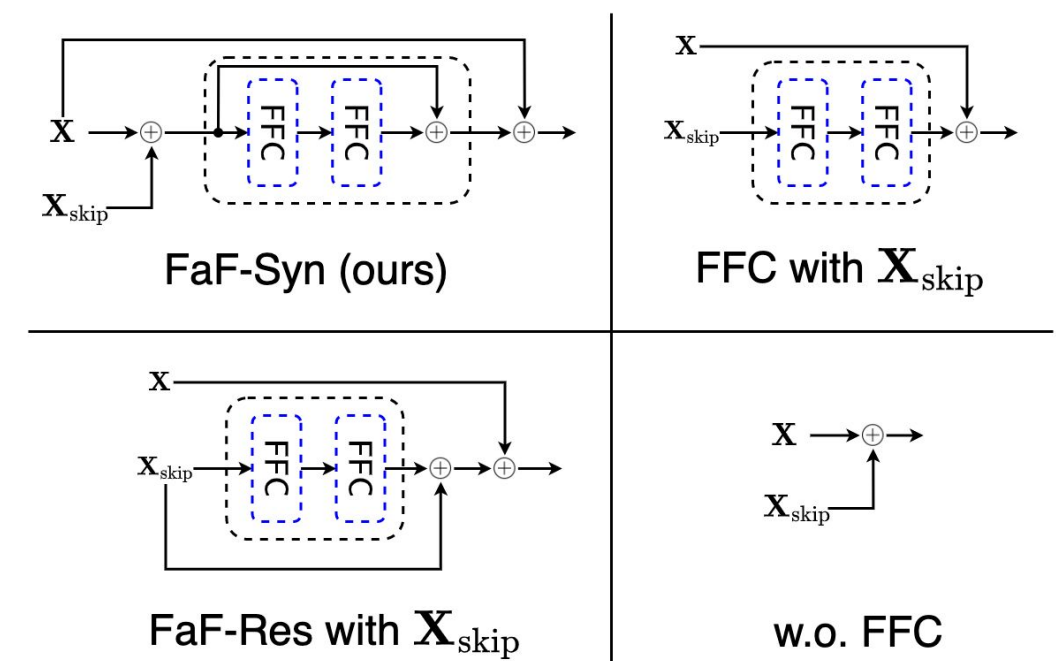 X
FFC
FFC
X_skip
FaF-Syn (ours)
X
X_skip
FFC
FFC
FFC with X_skip
X
X_skip
FFC
FFC
FaF-Res with X_skip
X
X_skip
w.o. FFC